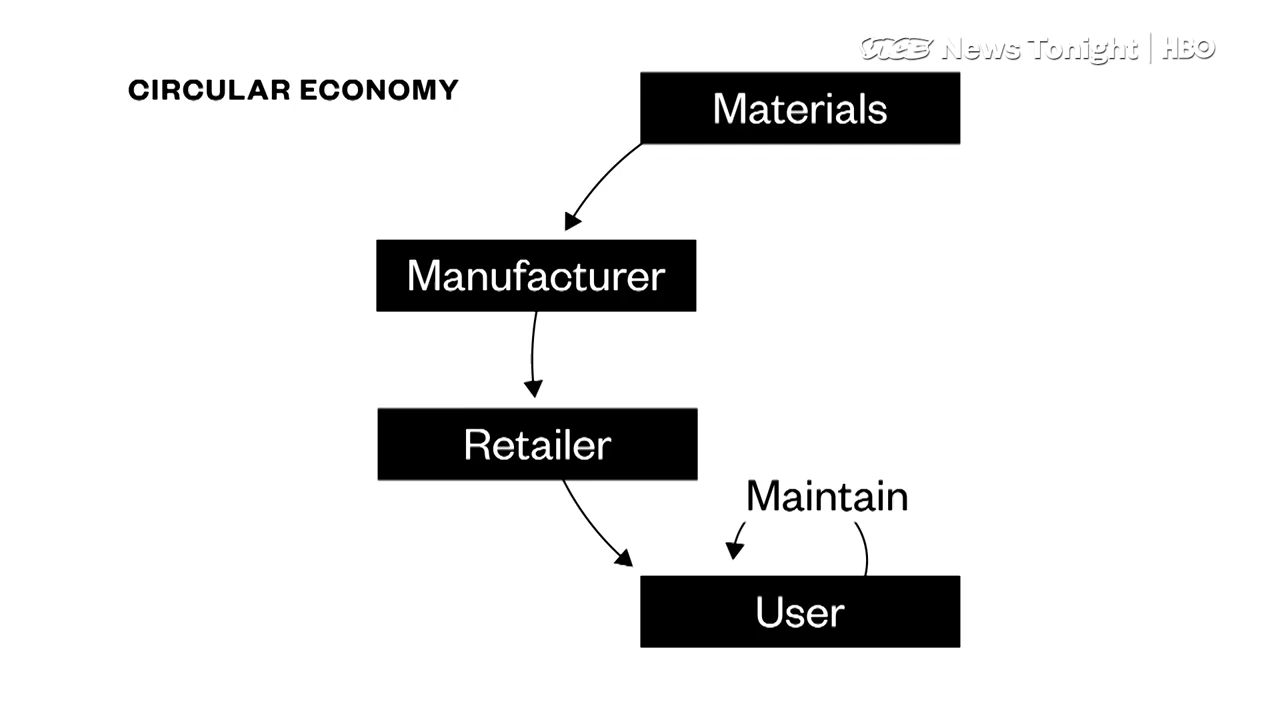 VICE News Tonight | HBO
CIRCULAR ECONOMY
Materials
Manufacturer
Retailer
Maintain
User